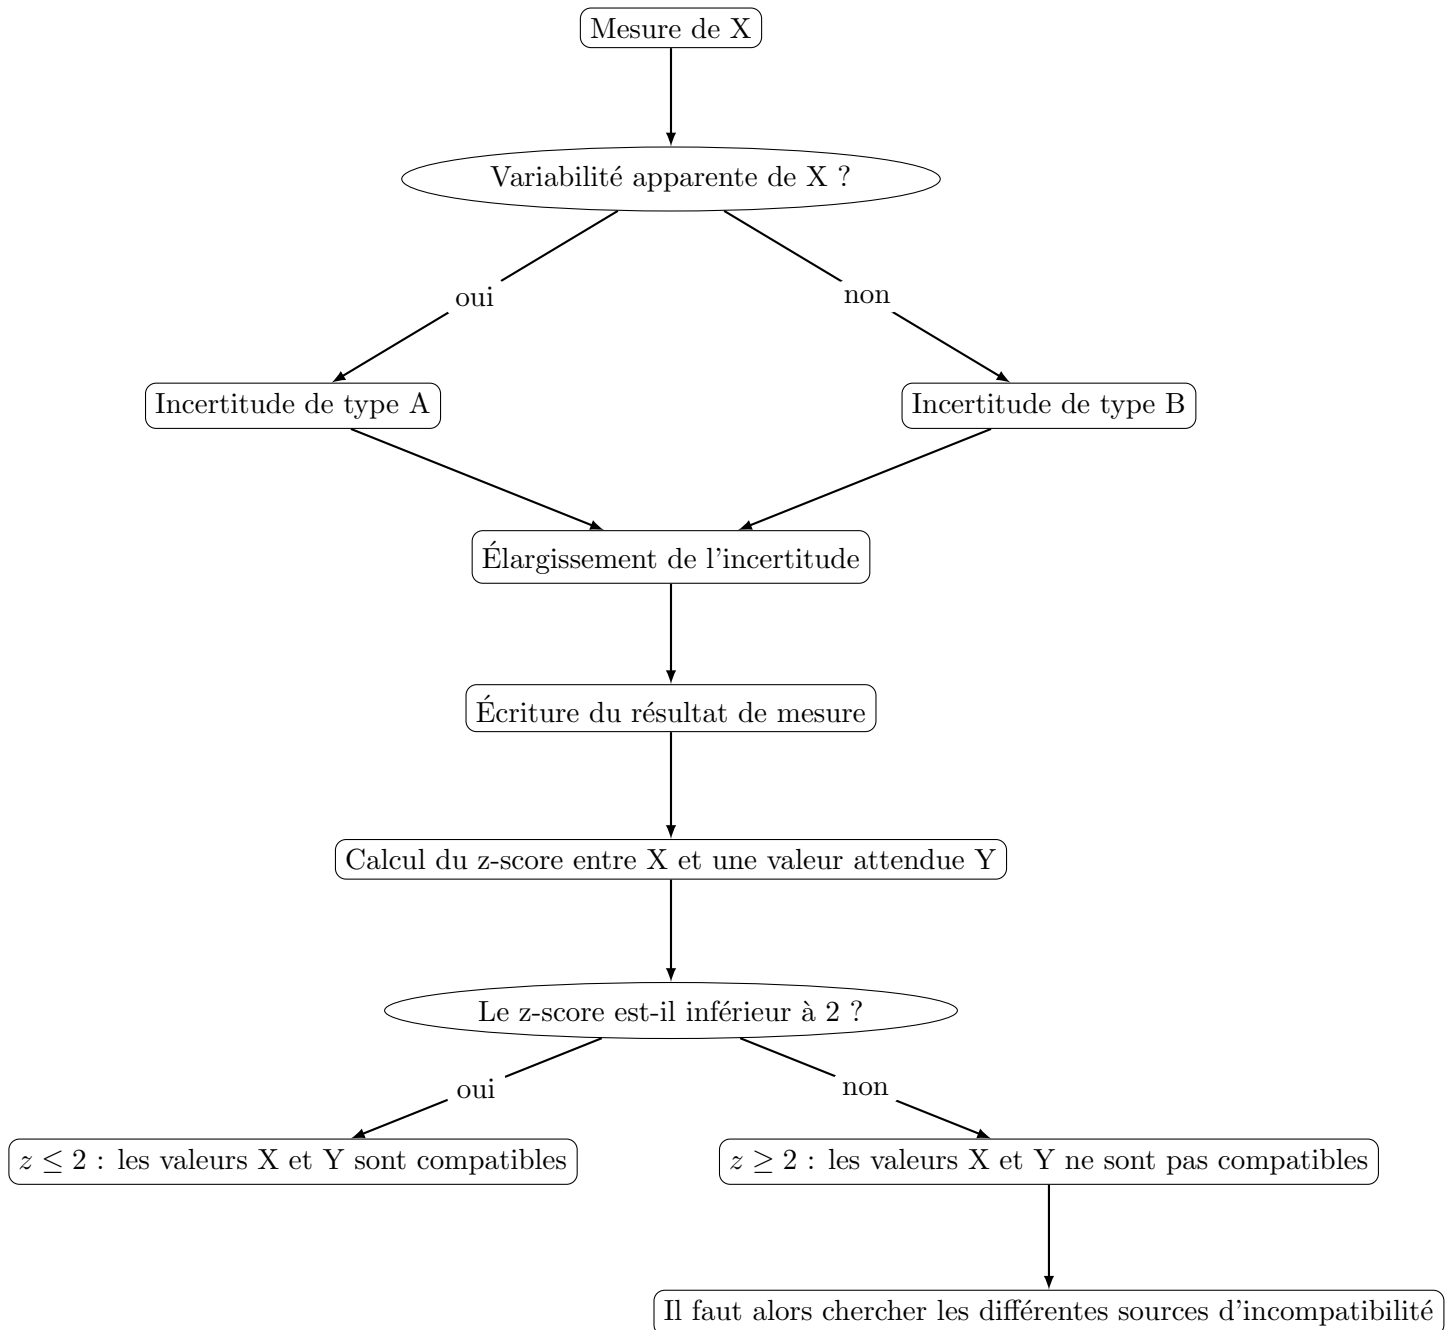 Mesure de X
Variabilité apparente de X ?
oui
non
Incertitude de type A
Incertitude de type B
Élargissement de l'incertitude
Écriture du résultat de mesure
Calcul du z-score entre X et une valeur attendue Y
Le z-score est-il inférieur à 2 ?
oui
non
z ≤ 2 : les valeurs X et Y sont compatibles
z ≥ 2 : les valeurs X et Y ne sont pas compatibles
Il faut alors chercher les différentes sources d'incompatibilité